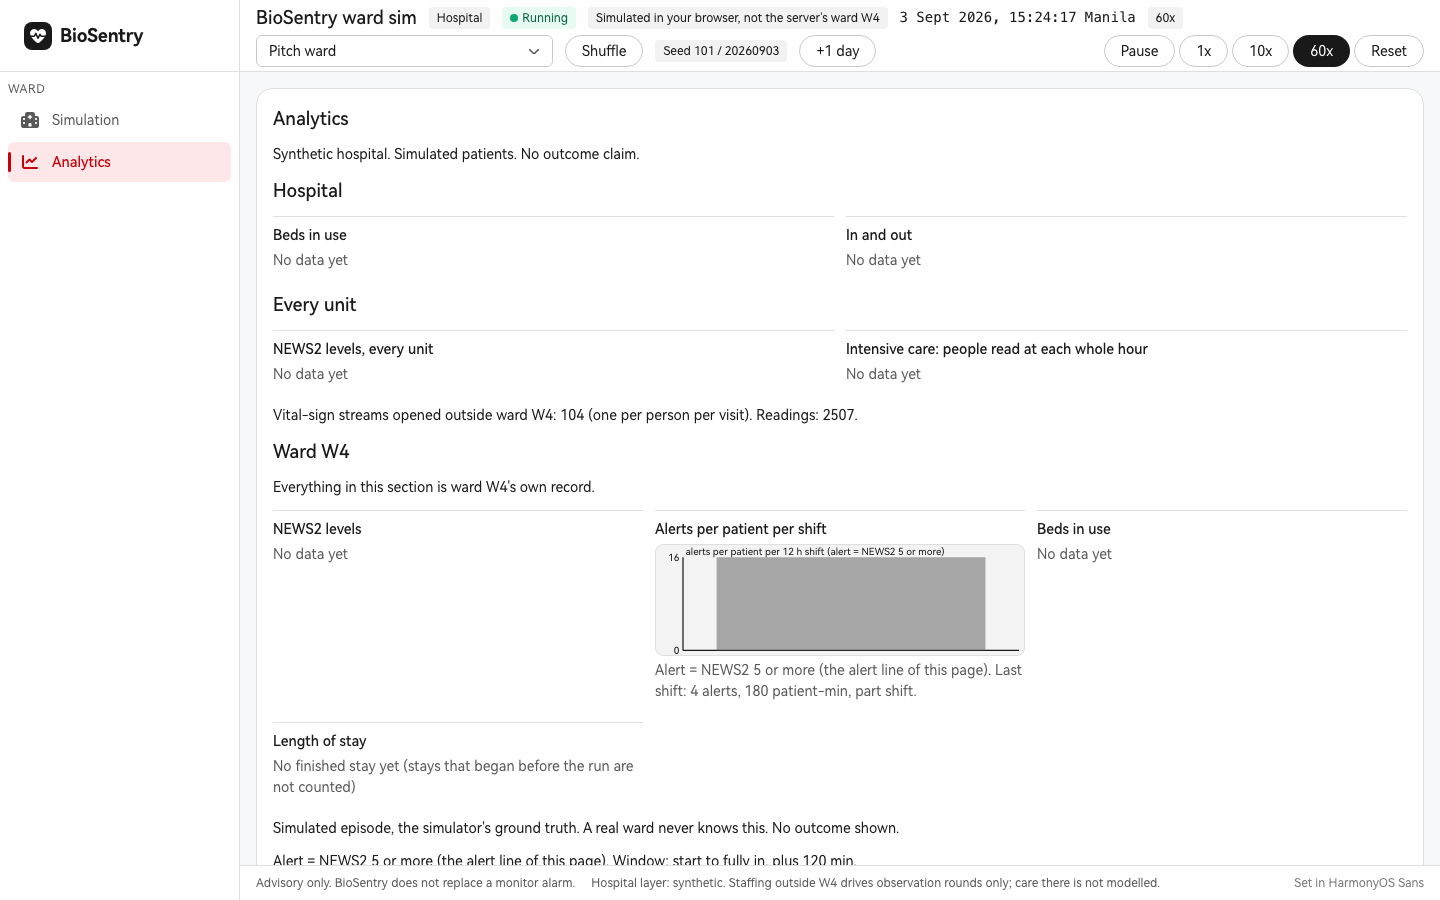 BioSentry
BioSentry ward sim
Hospital
Running
Simulated in your browser, not the server's ward W4
3 Sept 2026, 15:24:17 Manila
60x
Pitch ward
Shuffle
Seed 101 / 20260903
+1 day
Pause
1x
10x
60x
Reset
WARD
Simulation
Analytics
Analytics
Synthetic hospital. Simulated patients. No outcome claim.
Hospital
Beds in use
No data yet
In and out
No data yet
Every unit
NEWS2 levels, every unit
No data yet
Intensive care: people read at each whole hour
No data yet
Vital-sign streams opened outside ward W4: 104 (one per person per visit). Readings: 2507.
Ward W4
Everything in this section is ward W4's own record.
NEWS2 levels
No data yet
Alerts per patient per shift
alerts per patient per 12 h shift (alert = NEWS2 5 or more)
16
0
Alert = NEWS2 5 or more (the alert line of this page). Last
shift: 4 alerts, 180 patient-min, part shift.
Beds in use
No data yet
Length of stay
No finished stay yet (stays that began before the run are
not counted)
Simulated episode, the simulator's ground truth. A real ward never knows this. No outcome shown.
Alert = NEWS2 5 or more (the alert line of this page). Window: start to fully in, plus 120 min.
Advisory only. BioSentry does not replace a monitor alarm.
Hospital layer: synthetic. Staffing outside W4 drives observation rounds only; care there is not modelled.
Set in HarmonyOS Sans